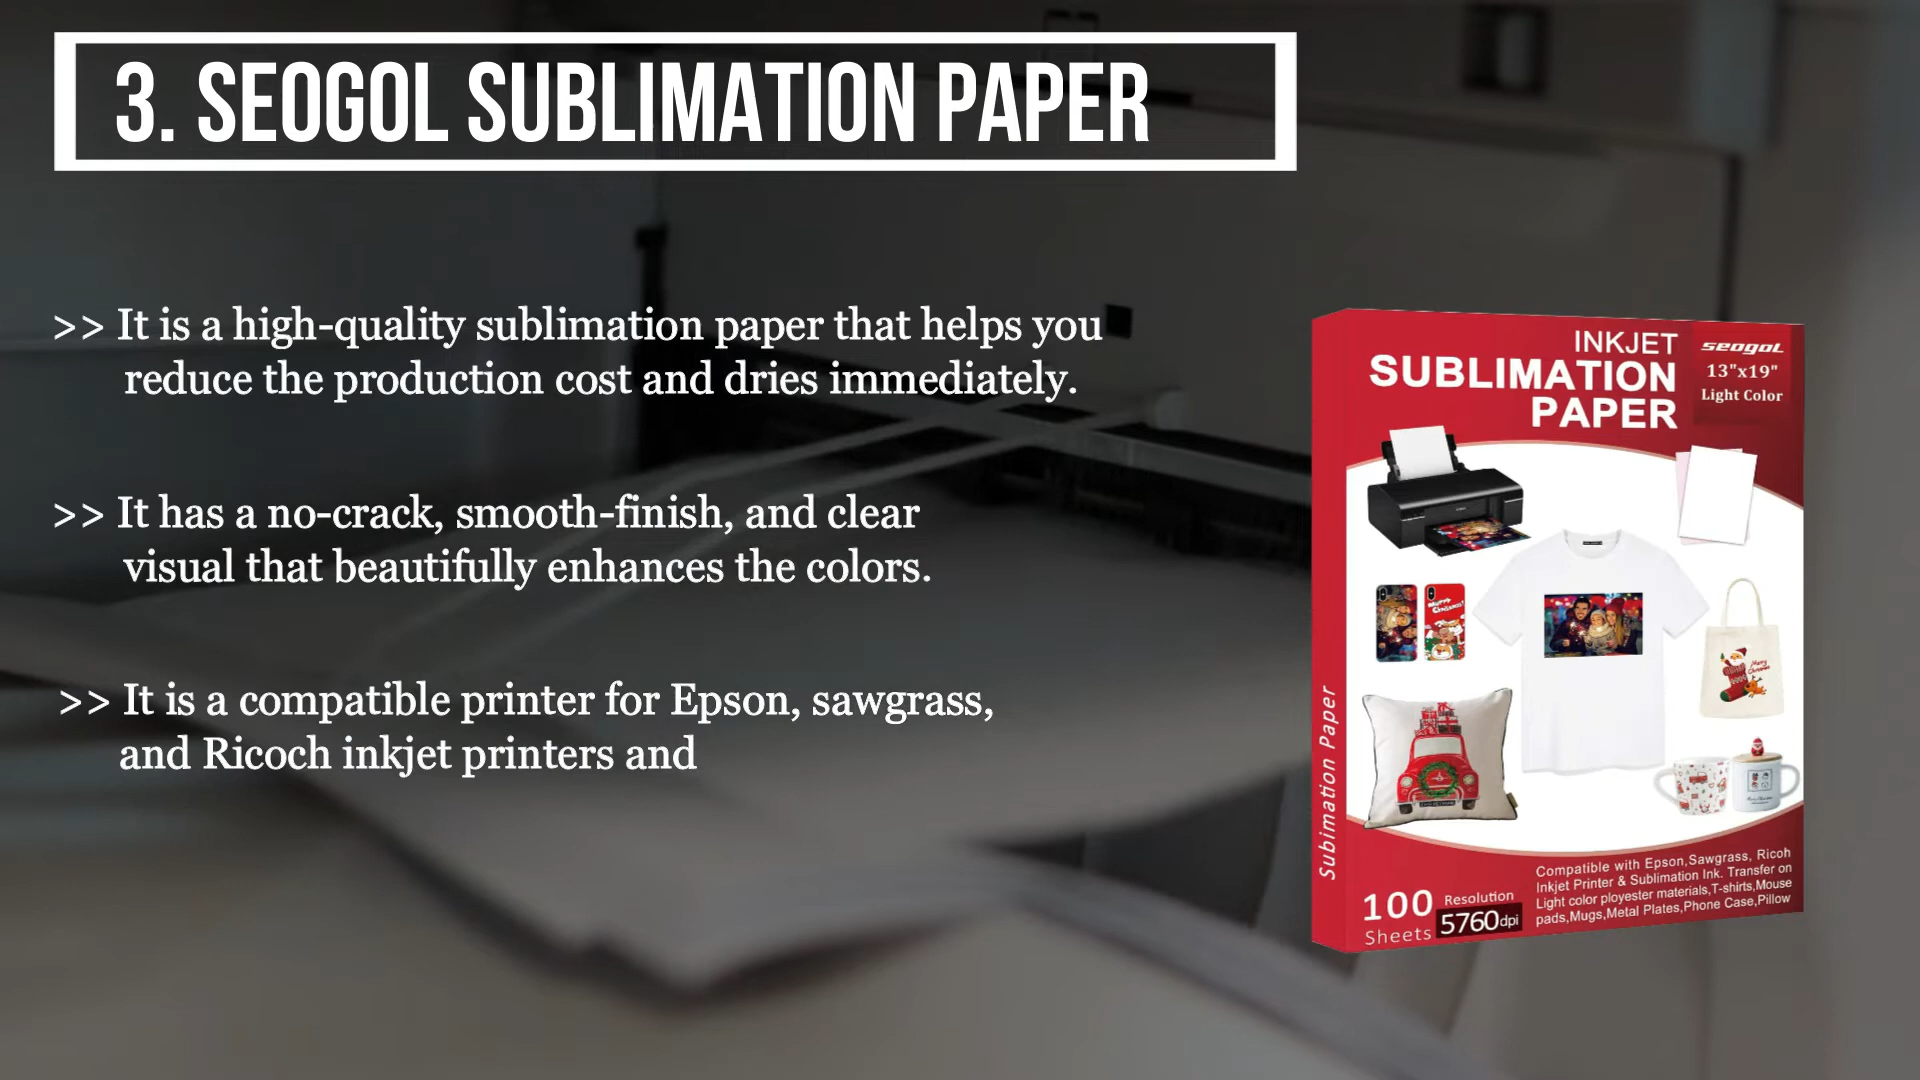 3. SEOGOL SUBLIMATION PAPER
>> It is a high-quality sublimation paper that helps you
reduce the production cost and dries immediately.
>> It has a no-crack, smooth-finish, and clear
visual that beautifully enhances the colors.
>> It is a compatible printer for Epson, sawgrass,
and Ricoch inkjet printers and
INKJET
SUBLIMATION
PAPER
seogol
13"x19"
Light Color
Merry
Christmas!
Merry
Christmas
Subimation Paper
100
Sheets
Resolution
5760dpi
Compatible with Epson,Sawgrass, Ricoh
Inkjet Printer & Sublimation Ink. Transfer on
Light color ployester materials,T-shirts,Mouse
pads,Mugs,Metal Plates,Phone Case,Pillow